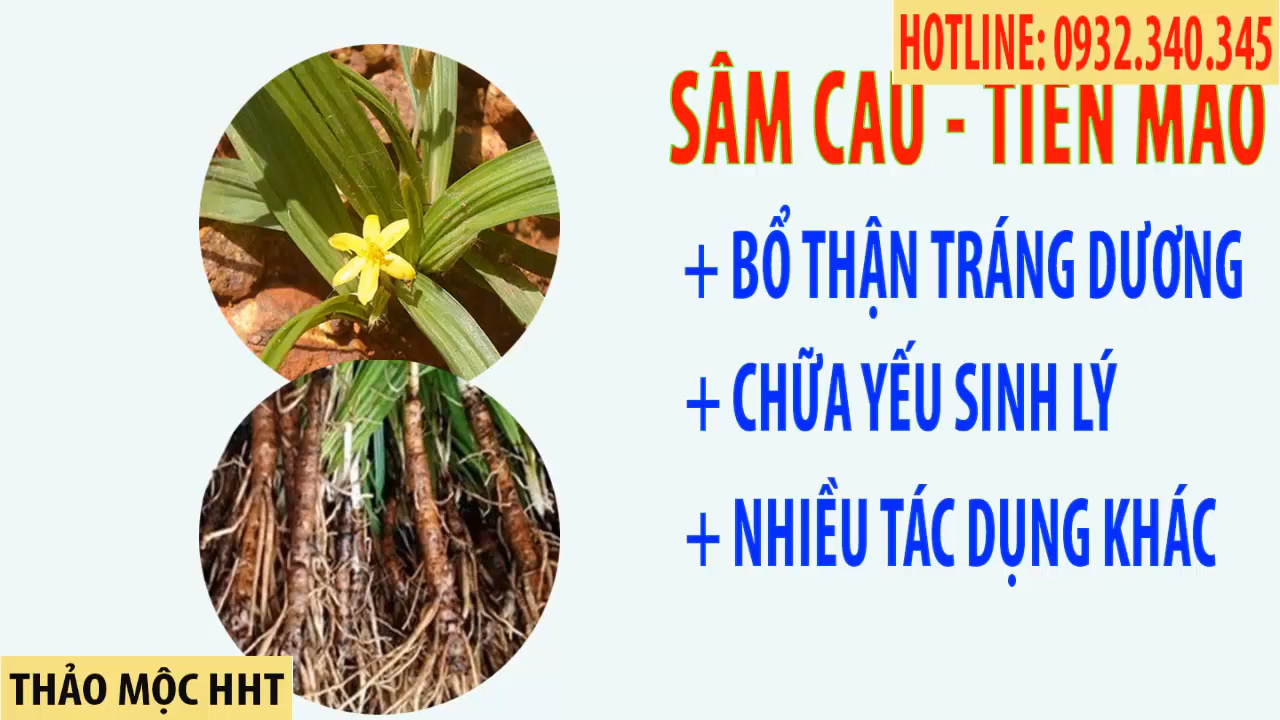 HOTLINE: 0932.340.345
SÂM CAU - TIEN MAO
+ BỔ THẬN TRÁNG DƯƠNG
+ CHỮA YẾU SINH LÝ
+ NHIỀU TÁC DỤNG KHÁC
THẢO MỘC HHT